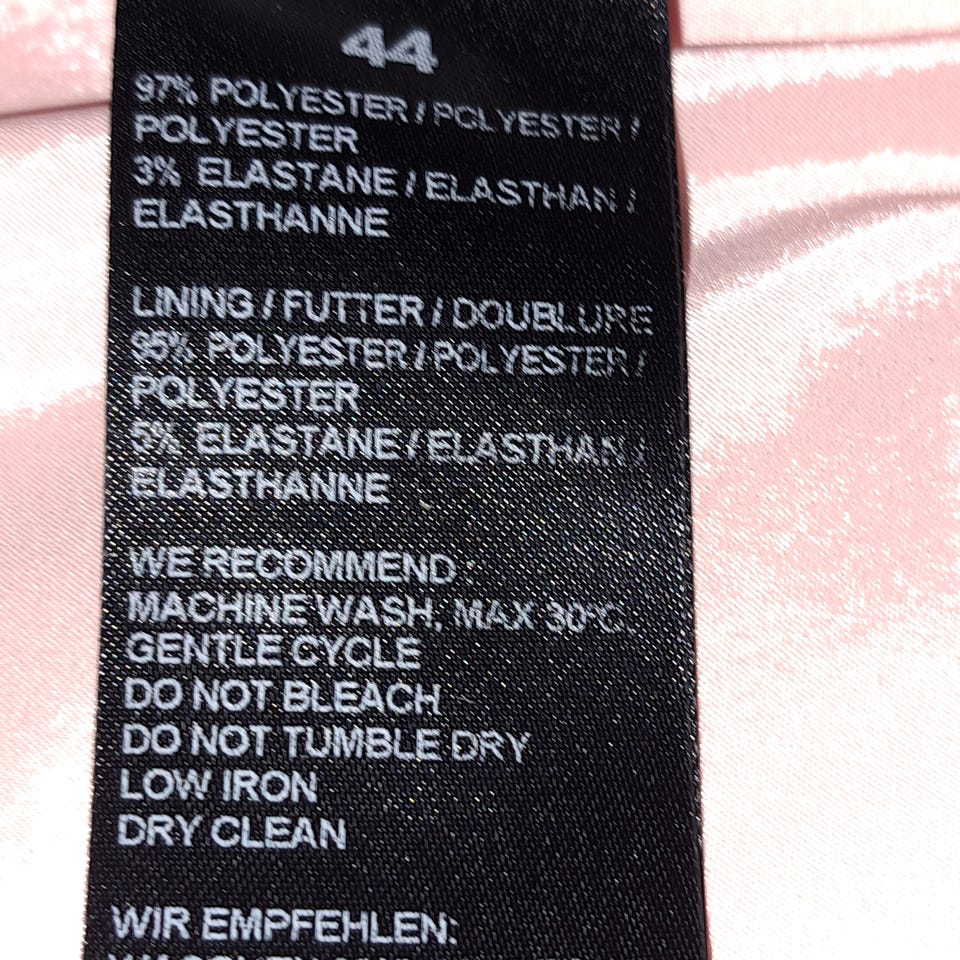 44
97% POLYESTER / POLYESTER /
POLYESTER
3% ELASTANE / ELASTHAN /
ELASTHANNE
LINING / FUTTER / DOUBLURE
95% POLYESTER / POLYESTER /
POLYESTER
5% ELASTANE / ELASTHAN /
ELASTHANNE
WE RECOMMEND :
MACHINE WASH, MAX 30°C,
GENTLE CYCLE
DO NOT BLEACH
DO NOT TUMBLE DRY
LOW IRON
DRY CLEAN
WIR EMPFEHLEN: